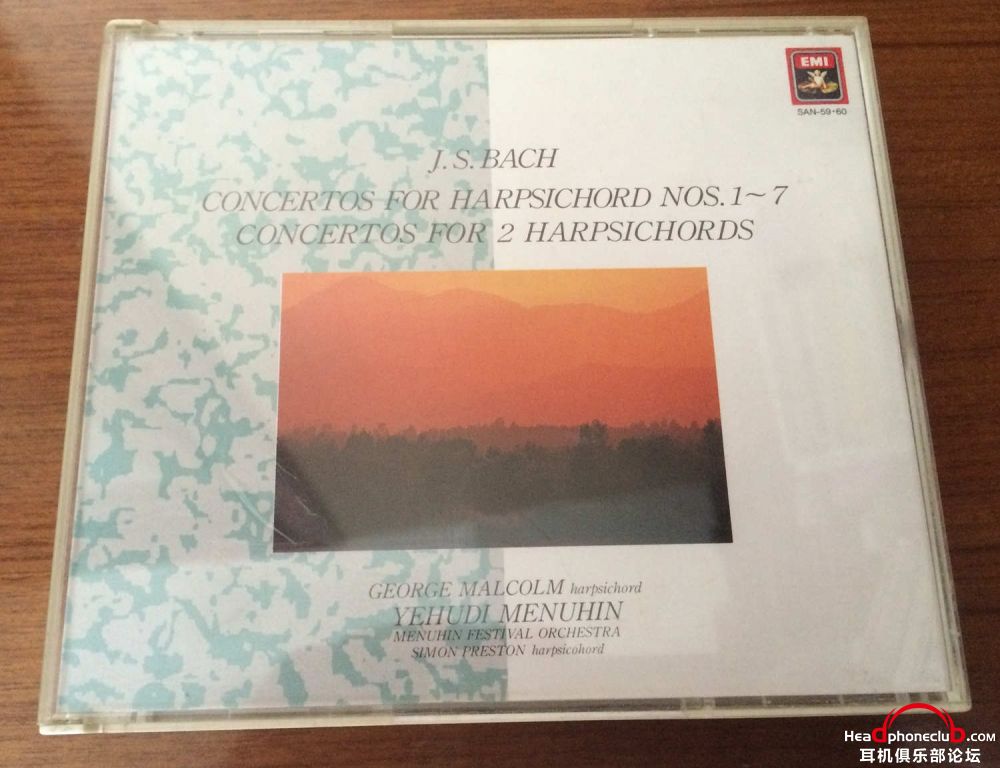 EMI
SAN-59·60
J. S. BACH
CONCERTOS FOR HARPSICHORD NOS. 1~7
CONCERTOS FOR 2 HARPSICHORDS
GEORGE MALCOLM harpsichord
YEHUDI MENUHIN
MENUHIN FESTIVAL ORCHESTRA
SIMON PRESTON harpsicohord
Headphoneclub.com
耳机俱乐部论坛